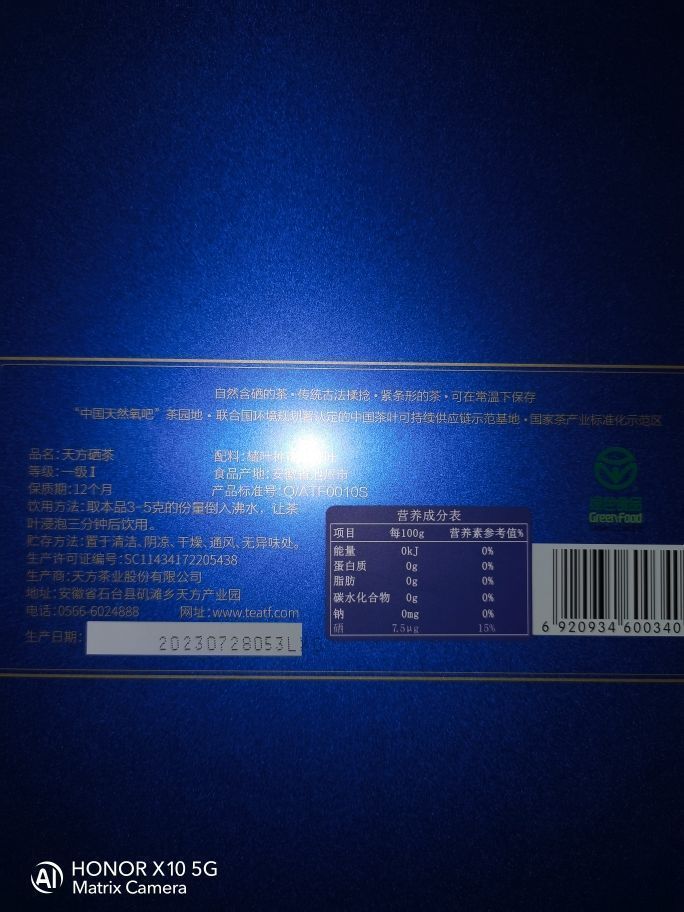 自然含硒的茶·传统古法揉捻·紧条形的茶·可在常温下保存
“中国天然氧吧”茶园地·联合国环境规划署认定的中国茶叶可持续供应链示范基地·国家茶产业标准化示范区
品名:天方硒茶
配料:
等级:一级Ⅰ
食品产地:安徽省池州市
保质期:12个月
产品标准号:Q/ATF0010S
饮用方法:取本品3-5克的份量倒入沸水,让茶
叶浸泡三分钟后饮用。
贮存方法:置于清洁、阴凉、干燥、通风、无异味处。
生产许可证编号:SC11434172205438
生产商:天方茶业股份有限公司
地址:安徽省石台县矶滩乡天方产业园
电话:0566-6024888 网址:www.teatf.com
生产日期:
20230728053L
营养成分表
项目 每100g 营养素参考值%
能量 0kJ 0%
蛋白质 0g 0%
脂肪 0g 0%
碳水化合物 0g 0%
钠 0mg 0%
硒 7.5μg 15%
绿色食品
GreenFood
6 920934 600340
HONOR X10 5G
Matrix Camera